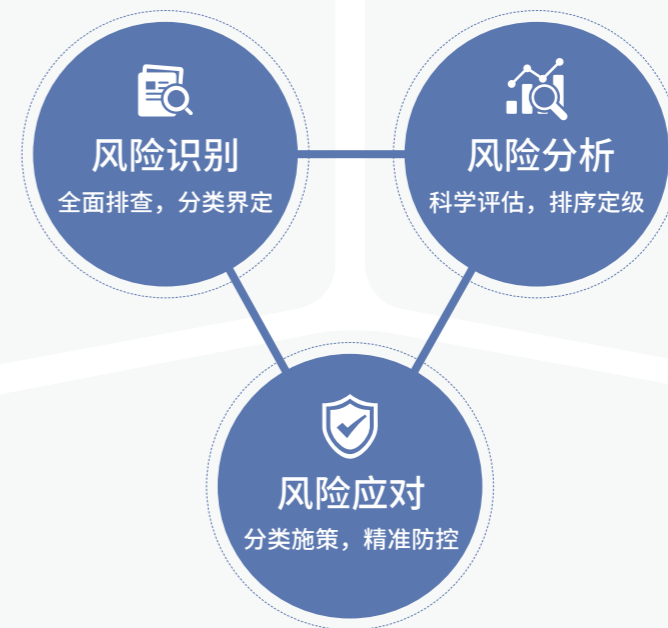 风险识别
全面排查，分类界定
风险分析
科学评估，排序定级
风险应对
分类施策，精准防控